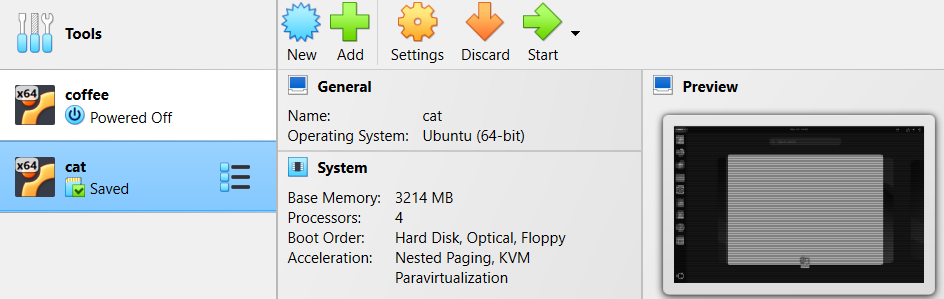 Tools
New Add Settings Discard Start
x64 coffee
Powered Off
x64 cat
Saved
General
Name: cat
Operating System: Ubuntu (64-bit)
System
Base Memory: 3214 MB
Processors: 4
Boot Order: Hard Disk, Optical, Floppy
Acceleration: Nested Paging, KVM
Paravirtualization
Preview